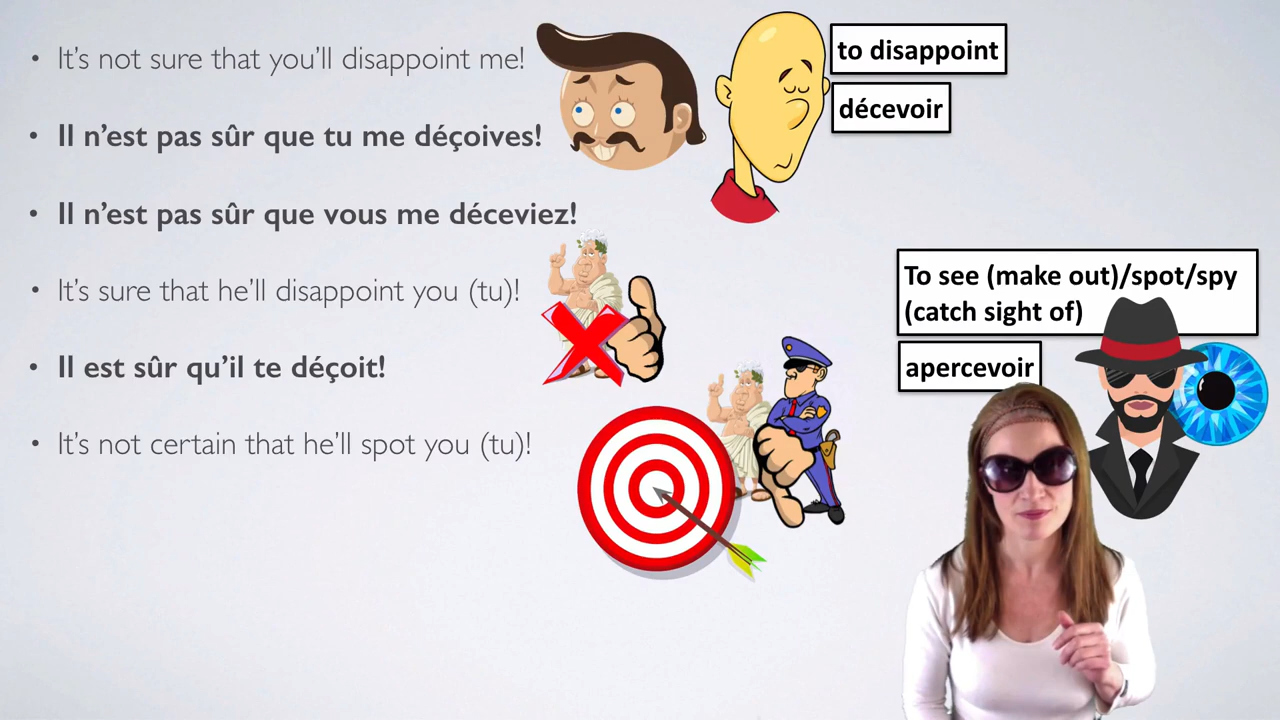 It's not sure that you'll disappoint me!
Il n'est pas sûr que tu me déçoives!
Il n'est pas sûr que vous me déceviez!
It's sure that he'll disappoint you (tu)!
Il est sûr qu'il te déçoit!
It's not certain that he'll spot you (tu)!
to disappoint
décevoir
To see (make out)/spot/spy
(catch sight of)
apercevoir